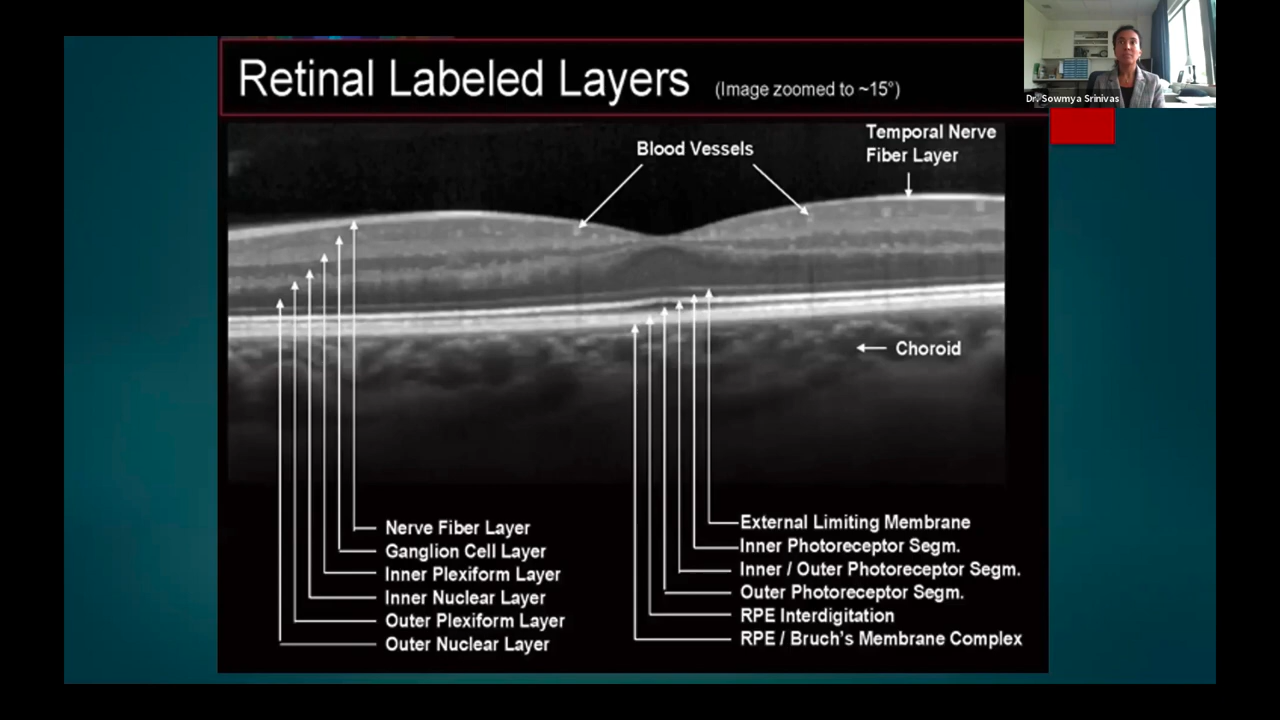 Retinal Labeled Layers (Image zoomed to ~15°)
Dr. Sowmya Srinivas
Blood Vessels
Temporal Nerve
Fiber Layer
Choroid
Nerve Fiber Layer
Ganglion Cell Layer
Inner Plexiform Layer
Inner Nuclear Layer
Outer Plexiform Layer
Outer Nuclear Layer
External Limiting Membrane
Inner Photoreceptor Segm.
Inner / Outer Photoreceptor Segm.
Outer Photoreceptor Segm.
RPE Interdigitation
RPE / Bruch's Membrane Complex